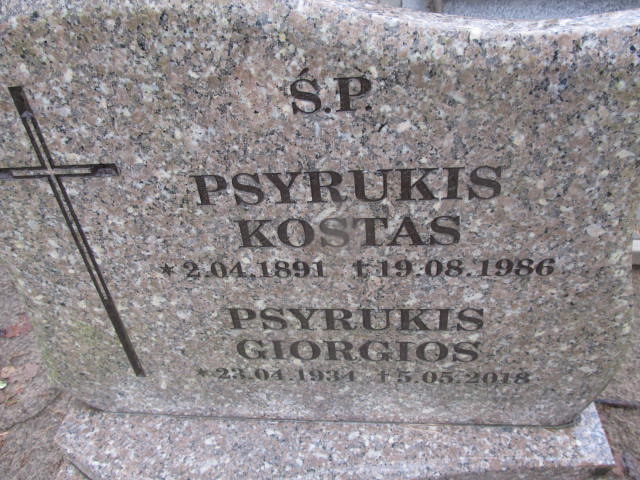 Ś.P.
PSYRUKIS
KOSTAS
* 2.04.1891 † 19.08.1986
PSYRUKIS
GIORGIOS
* 23.04.1934 † 5.05.2018